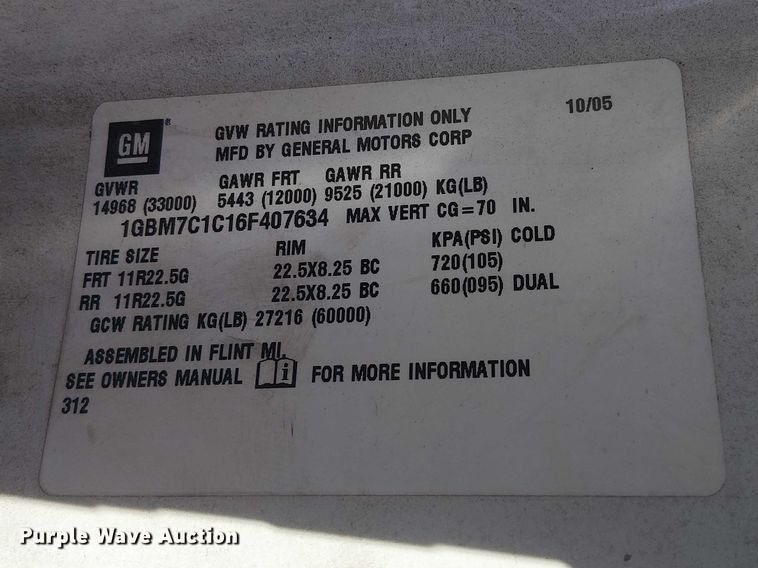 GM®
GVW RATING INFORMATION ONLY 10/05
MFD BY GENERAL MOTORS CORP
GVWR GAWR FRT GAWR RR
14968 (33000) 5443 (12000) 9525 (21000) KG(LB)
1GBM7C1C16F407634 MAX VERT CG=70 IN.
TIRE SIZE RIM KPA(PSI) COLD
FRT 11R22.5G 22.5X8.25 BC 720(105)
RR 11R22.5G 22.5X8.25 BC 660(095) DUAL
GCW RATING KG(LB) 27216 (60000)
ASSEMBLED IN FLINT MI.
SEE OWNERS MANUAL i FOR MORE INFORMATION
312
Purple Wave Auction